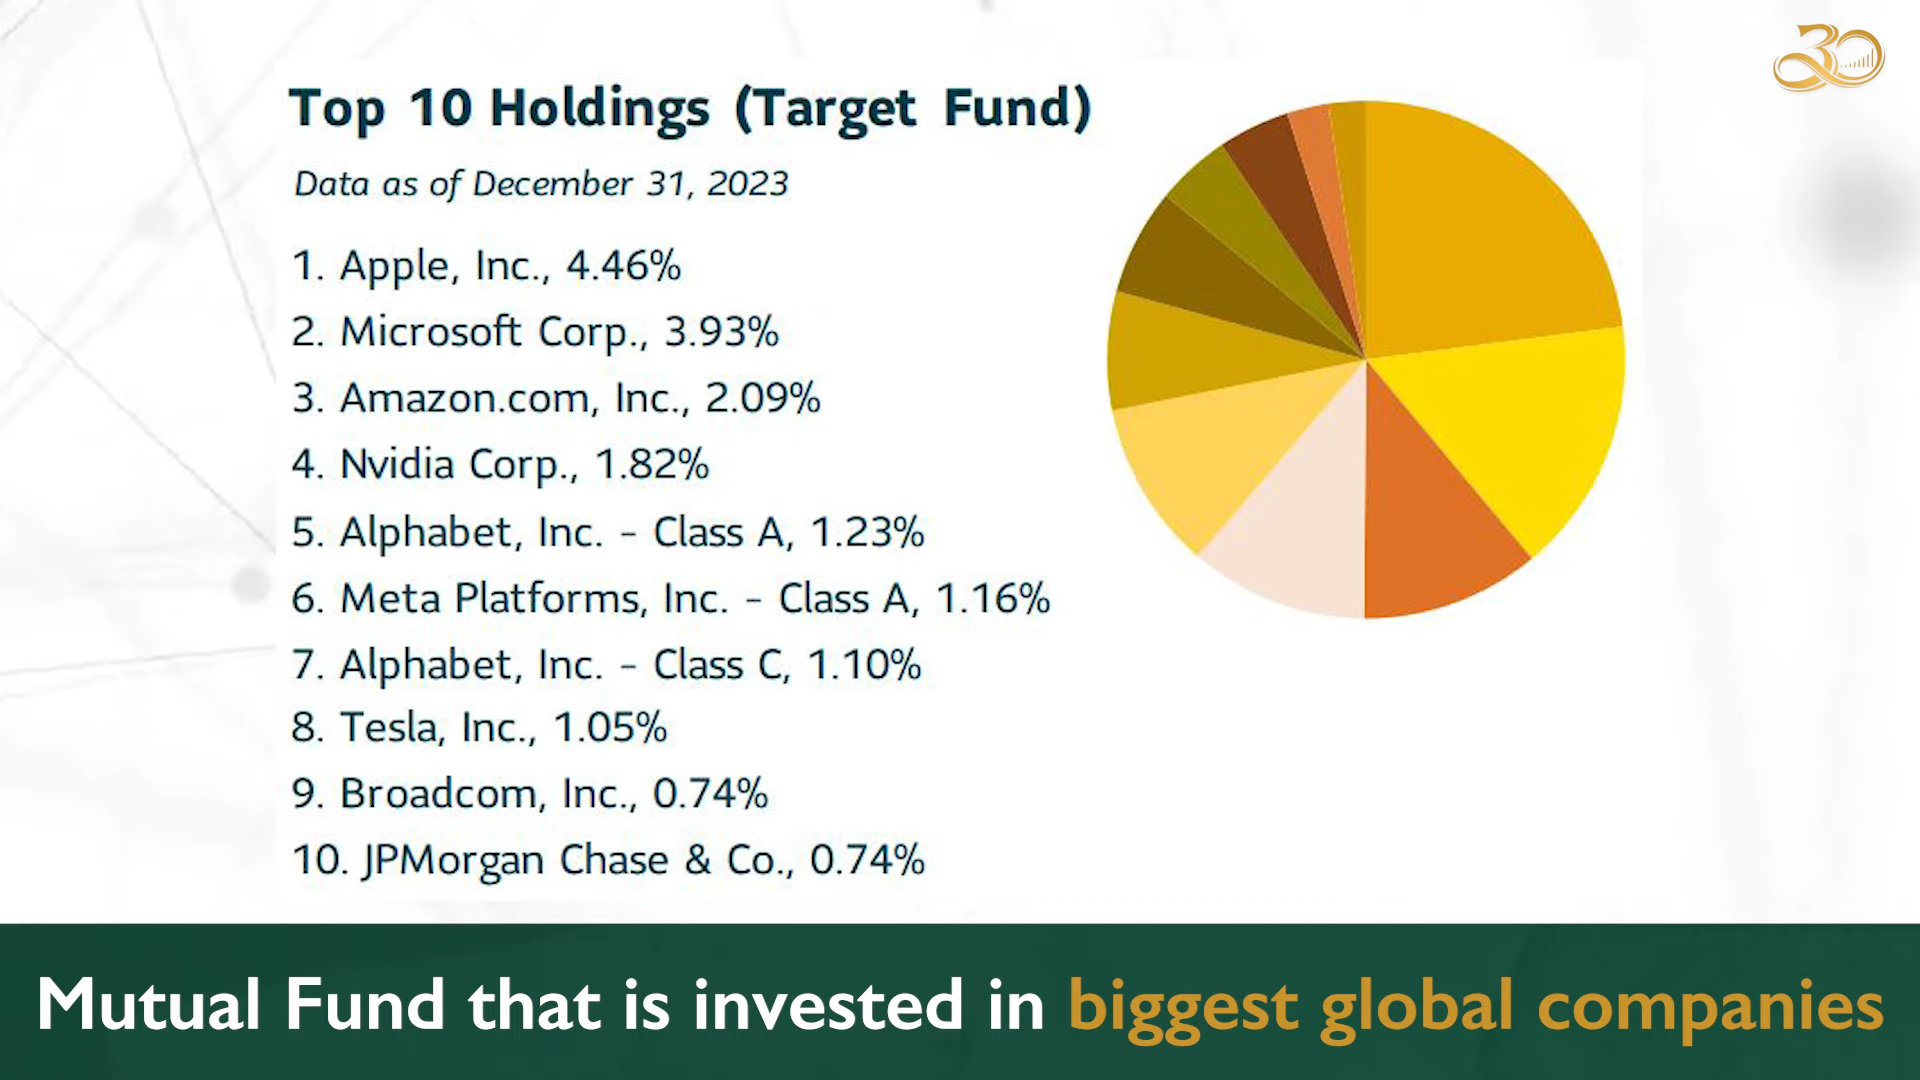 30
Top 10 Holdings (Target Fund)
Data as of December 31, 2023
1. Apple, Inc., 4.46%
2. Microsoft Corp., 3.93%
3. Amazon.com, Inc., 2.09%
4. Nvidia Corp., 1.82%
5. Alphabet, Inc. – Class A, 1.23%
6. Meta Platforms, Inc. – Class A, 1.16%
7. Alphabet, Inc. – Class C, 1.10%
8. Tesla, Inc., 1.05%
9. Broadcom, Inc., 0.74%
10. JPMorgan Chase & Co., 0.74%
Mutual Fund that is invested in biggest global companies